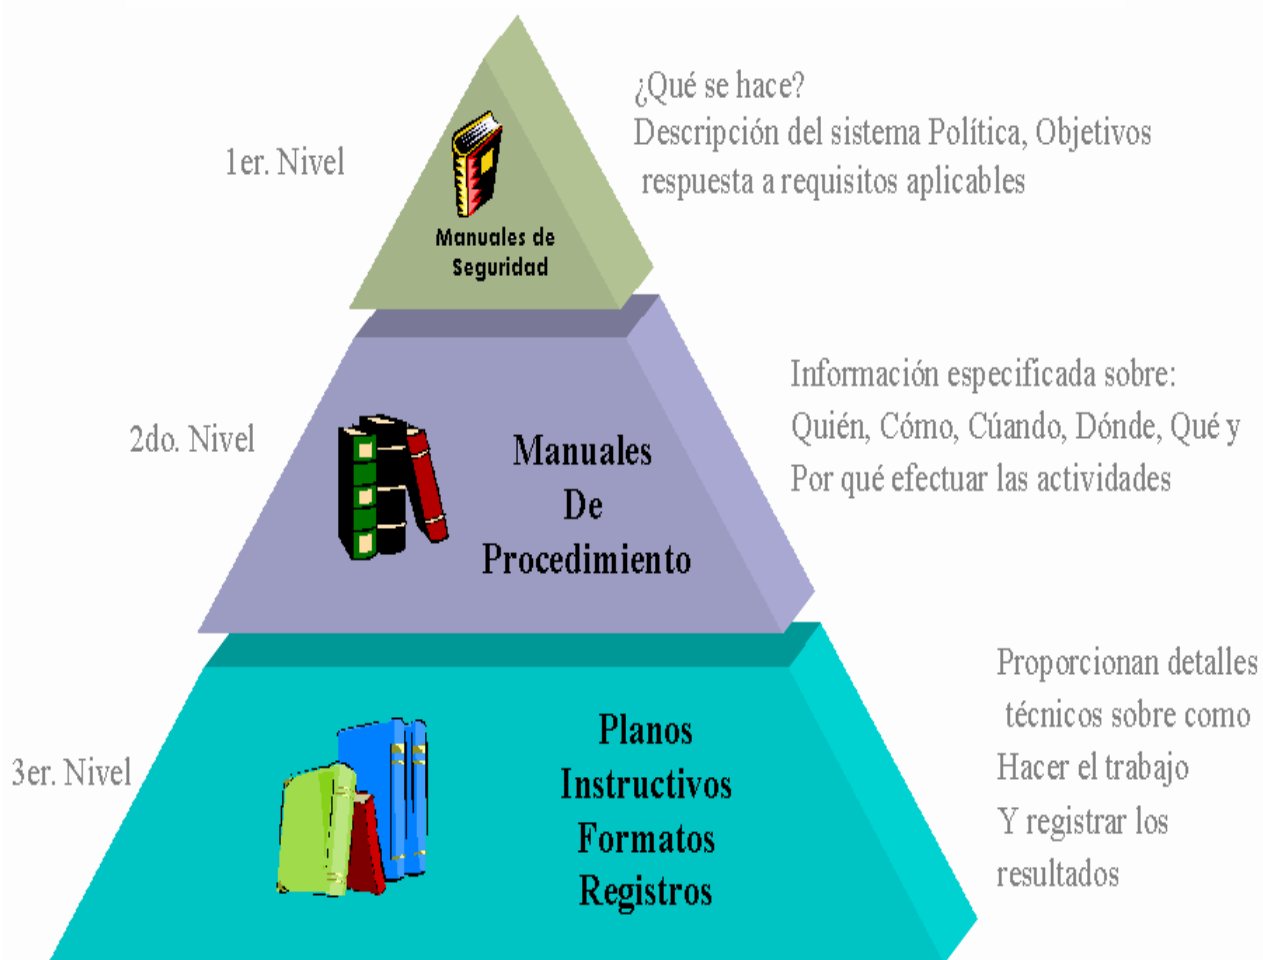 ¿Qué se hace?
Descripción del sistema Política, Objetivos
respuesta a requisitos aplicables
1er. Nivel
Manuales de
Seguridad
Información especificada sobre:
Quién, Cómo, Cúando, Dónde, Qué y
Por qué efectuar las actividades
2do. Nivel
Manuales
De
Procedimiento
Proporcionan detalles
técnicos sobre como
Hacer el trabajo
Y registrar los
resultados
3er. Nivel
Planos
Instructivos
Formatos
Registros